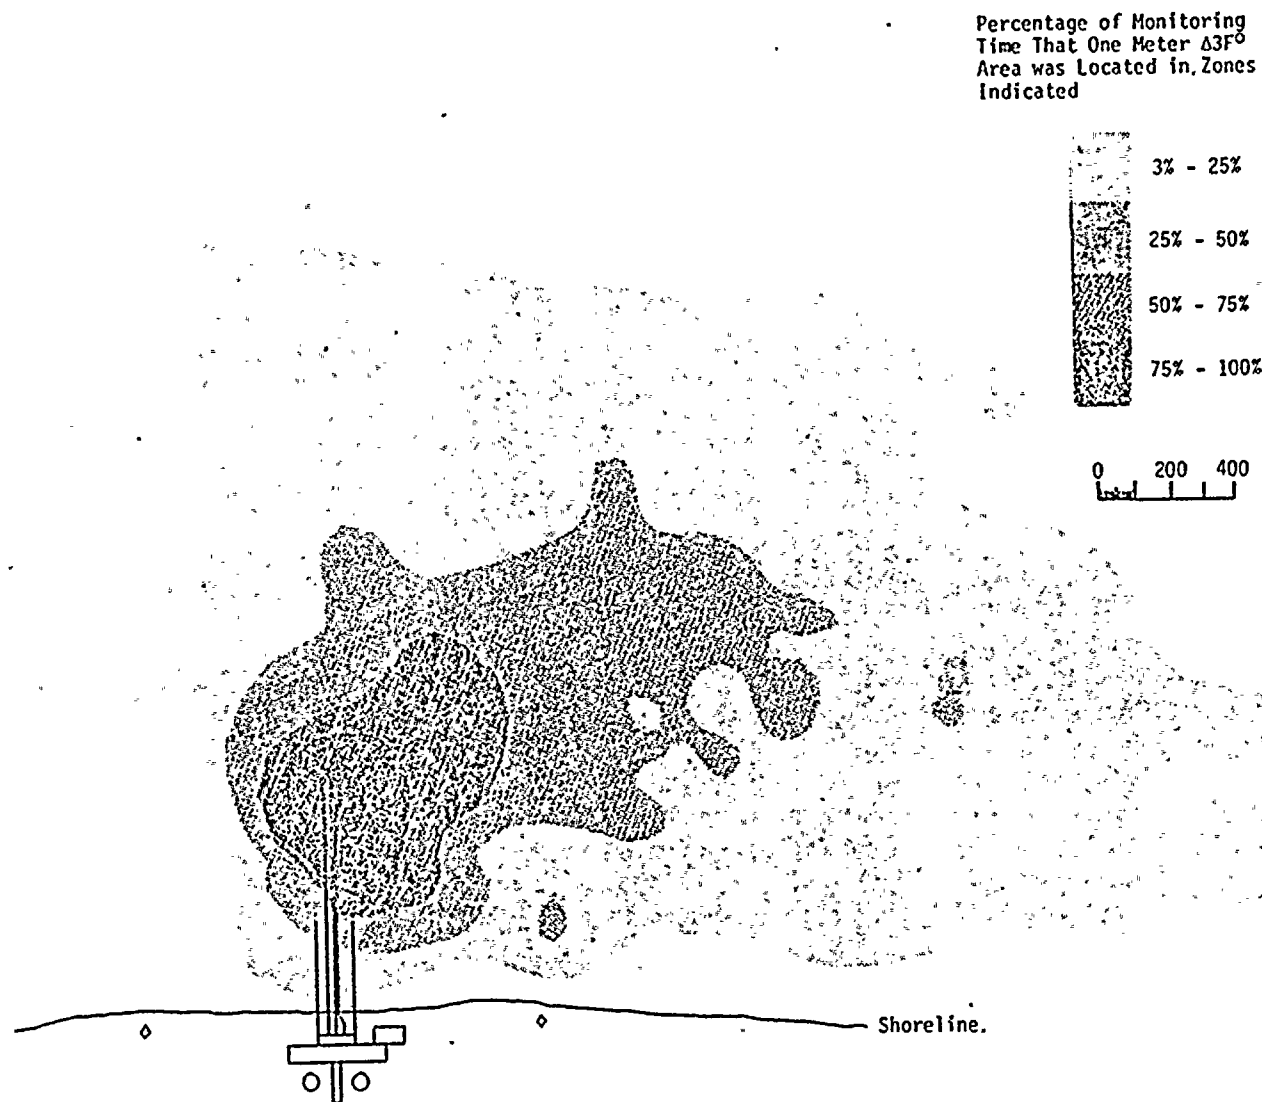 Percentage of Monitoring
Time That One Meter Δ3F°
Area was Located in Zones
Indicated
3% - 25%
25% - 50%
50% - 75%
75% - 100%
0 200 400
Shoreline.